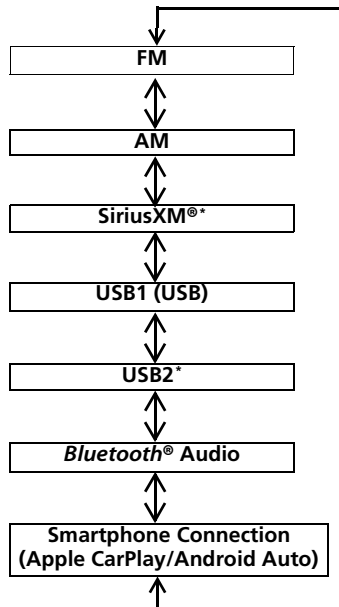 FM
AM
SiriusXM®*
USB1 (USB)
USB2*
Bluetooth® Audio
Smartphone Connection
(Apple CarPlay/Android Auto)